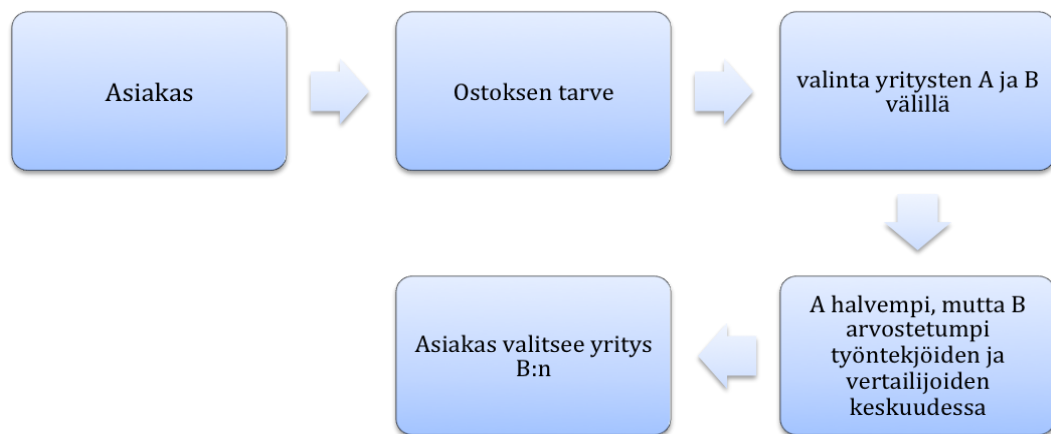 Asiakas
Ostoksen tarve
valinta yritysten A ja B
välillä
A halvempi, mutta B
arvostetumpi
työntekjöiden ja
vertailijoiden
keskuudessa
Asiakas valitsee yritys
B:n